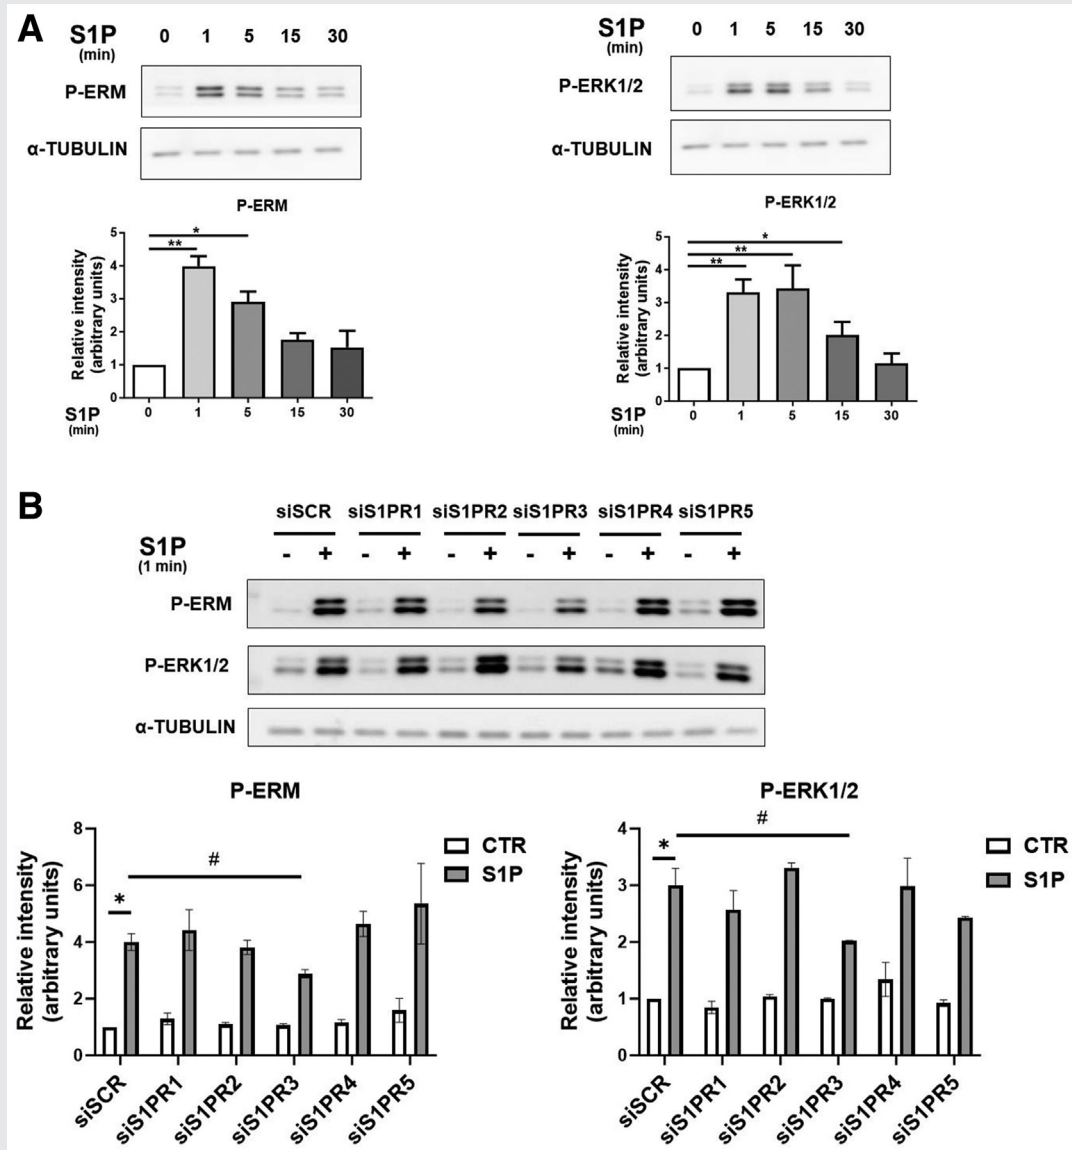 A
S1P 0 1 5 15 30
(min)
P-ERM
α-TUBULIN
P-ERM
Relative intensity
(arbitrary units)
5
4
3
2
1
0
*
**
S1P 0 1 5 15 30
(min)
S1P 0 1 5 15 30
(min)
P-ERK1/2
α-TUBULIN
P-ERK1/2
Relative intensity
(arbitrary units)
5
4
3
2
1
0
*
**
**
S1P 0 1 5 15 30
(min)
B
siSCR siS1PR1 siS1PR2 siS1PR3 siS1PR4 siS1PR5
S1P - + - + - + - + - + - +
(1 min)
P-ERM
P-ERK1/2
α-TUBULIN
P-ERM
Relative intensity
(arbitrary units)
8
6
4
2
0
#
*
CTR
S1P
siSCR siS1PR1 siS1PR2 siS1PR3 siS1PR4 siS1PR5
P-ERK1/2
Relative intensity
(arbitrary units)
4
3
2
1
0
#
*
CTR
S1P
siSCR siS1PR1 siS1PR2 siS1PR3 siS1PR4 siS1PR5